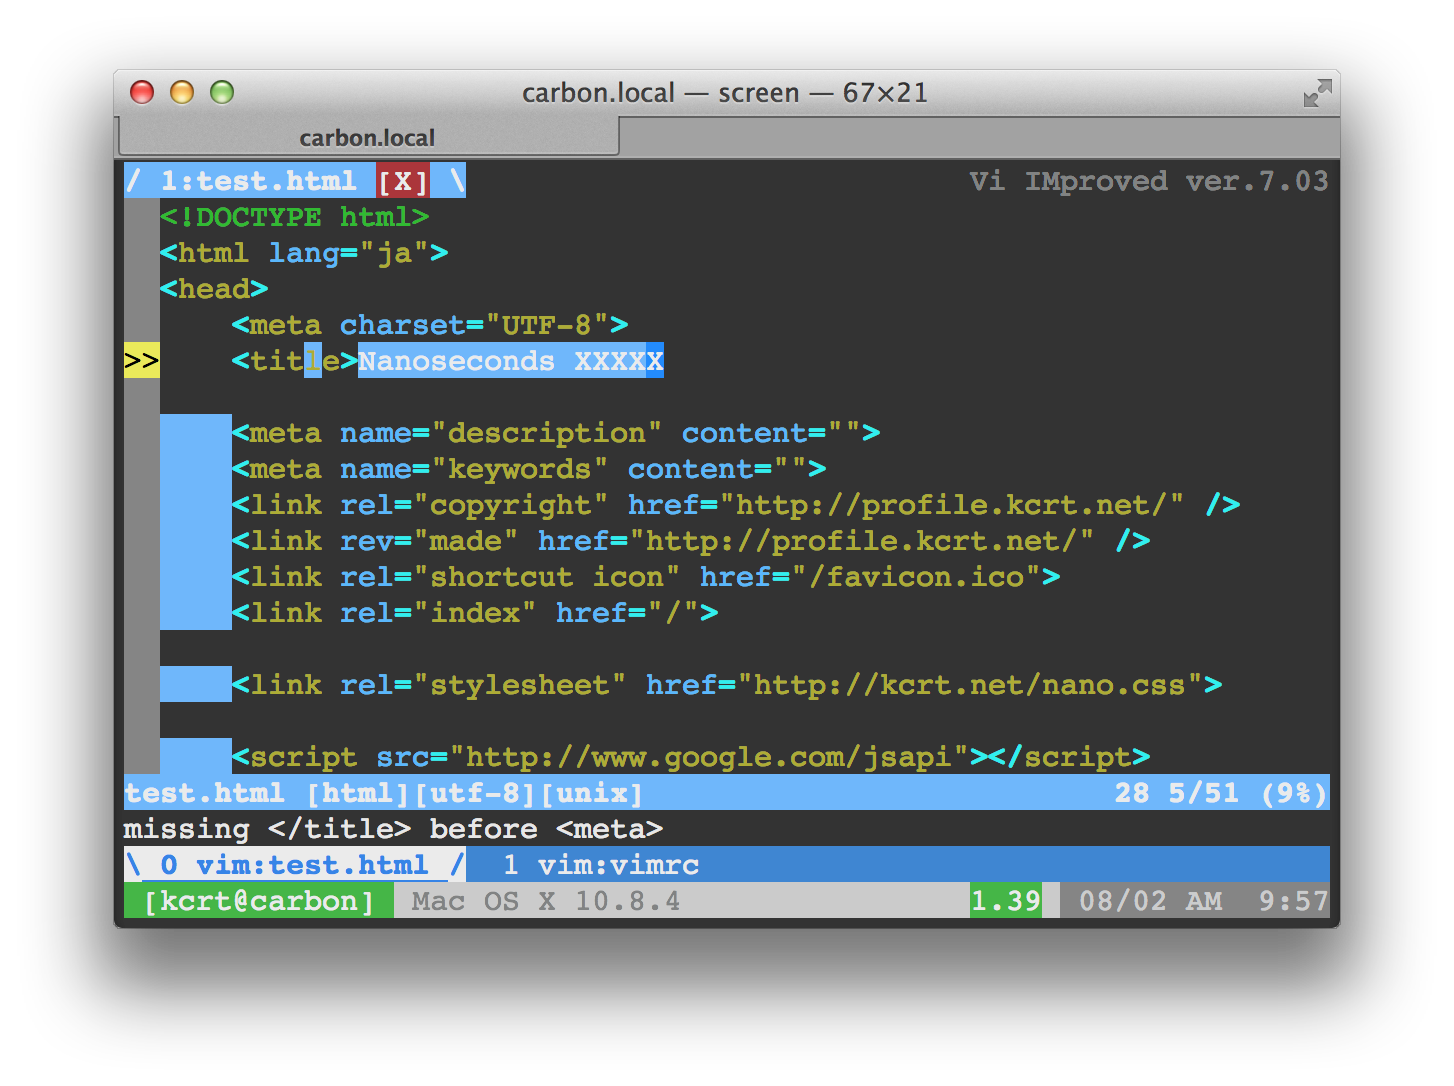 carbon.local — screen — 67×21
carbon.local
/ 1:test.html [X] \ Vi IMproved ver.7.03
<!DOCTYPE html>
<html lang="ja">
<head>
<meta charset="UTF-8">
>> <title>Nanoseconds XXXXX
<meta name="description" content="">
<meta name="keywords" content="">
<link rel="copyright" href="http://profile.kcrt.net/" />
<link rev="made" href="http://profile.kcrt.net/" />
<link rel="shortcut icon" href="/favicon.ico">
<link rel="index" href="/">
<link rel="stylesheet" href="http://kcrt.net/nano.css">
<script src="http://www.google.com/jsapi"></script>
test.html [html][utf-8][unix] 28 5/51 (9%)
missing </title> before <meta>
\ 0 vim:test.html / 1 vim:vimrc
[kcrt@carbon] Mac OS X 10.8.4 1.39 08/02 AM 9:57